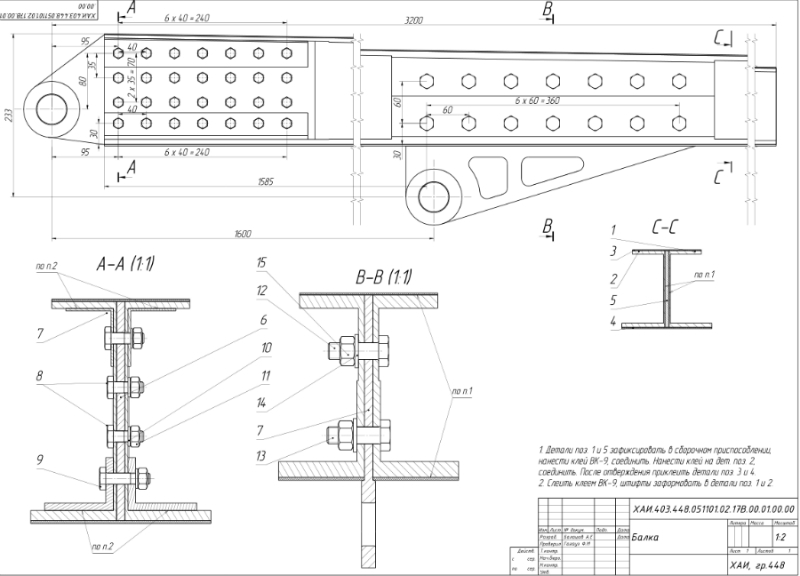 00.00
ХАИ.403.448.051101.02.17В.00.01
А
6 x 40 =240
3200
В
С
95
40
35
60
2 x 35 =70
233
40
30
95
6 x 40 =240
А
60
60
6 x 60 =360
30
1585
С
1600
В
А-А (1:1)
В-В (1:1)
С-С
по п.2
7
8
9
6
10
11
по п.2
15
12
14
7
13
по п.1
1
3
2
5
4
по п.1
1. Детали поз. 1 и 5 зафиксировать в сборочном приспособлении,
нанести клей ВК-9, соединить. Нанести клей на дет. поз. 2,
соединить. После отверждения приклеить детали поз. 3 и 4
2. Слеить клеем ВК-9, штифты заформовать в детали поз. 1 и 2.
ХАИ.403.448.051101.02.17В.00.01.00.00
Изм. Лист № докум. Подп. Дата
Разраб.
Проверил
Т.контр.
Н.контр.
Утв.
Балка
Литера Масса Масштаб
1:2
Лист 1 Листов 1
ХАИ, гр.448